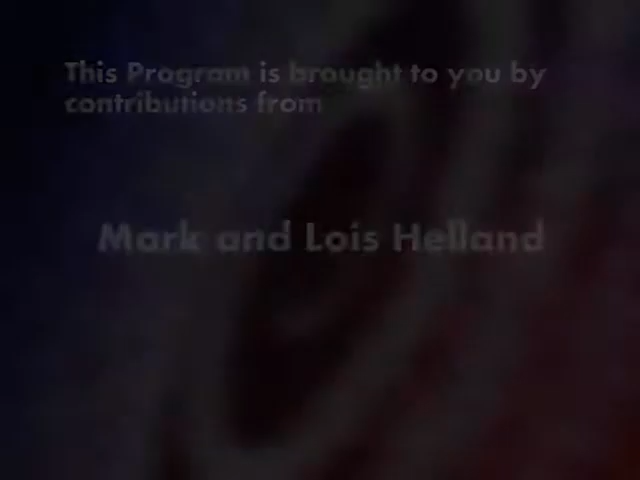 This Program is brought to you by
contributions from
Mark and Lois Helland